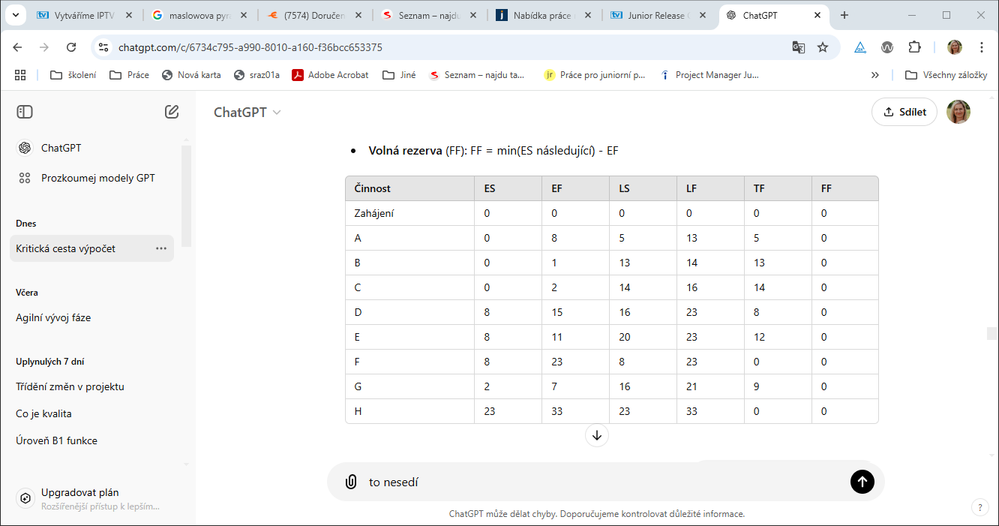 Vytváříme IPTV
maslowova pyra
(7574) Doručen
Seznam – najdu
Nabídka práce
Junior Release
ChatGPT
chatgpt.com/c/6734c795-a990-8010-a160-f36bcc653375
školení
Práce
Nová karta
sraz01a
Adobe Acrobat
Jiné
Seznam – najdu ta...
jr Práce pro juniorní p...
Project Manager Ju...
Všechny záložky
ChatGPT
Sdílet
ChatGPT
Prozkoumej modely GPT
Dnes
Kritická cesta výpočet
Včera
Agilní vývoj fáze
Uplynulých 7 dní
Třídění změn v projektu
Co je kvalita
Úroveň B1 funkce
Upgradovat plán
Rozšířenější přístup k lepším...
• Volná rezerva (FF): FF = min(ES následující) - EF
Činnost ES EF LS LF TF FF
Zahájení 0 0 0 0 0 0
A 0 8 5 13 5 0
B 0 1 13 14 13 0
C 0 2 14 16 14 0
D 8 15 16 23 8 0
E 8 11 20 23 12 0
F 8 23 8 23 0 0
G 2 7 16 21 9 0
H 23 33 23 33 0 0
to nesedí
ChatGPT může dělat chyby. Doporučujeme kontrolovat důležité informace.
?